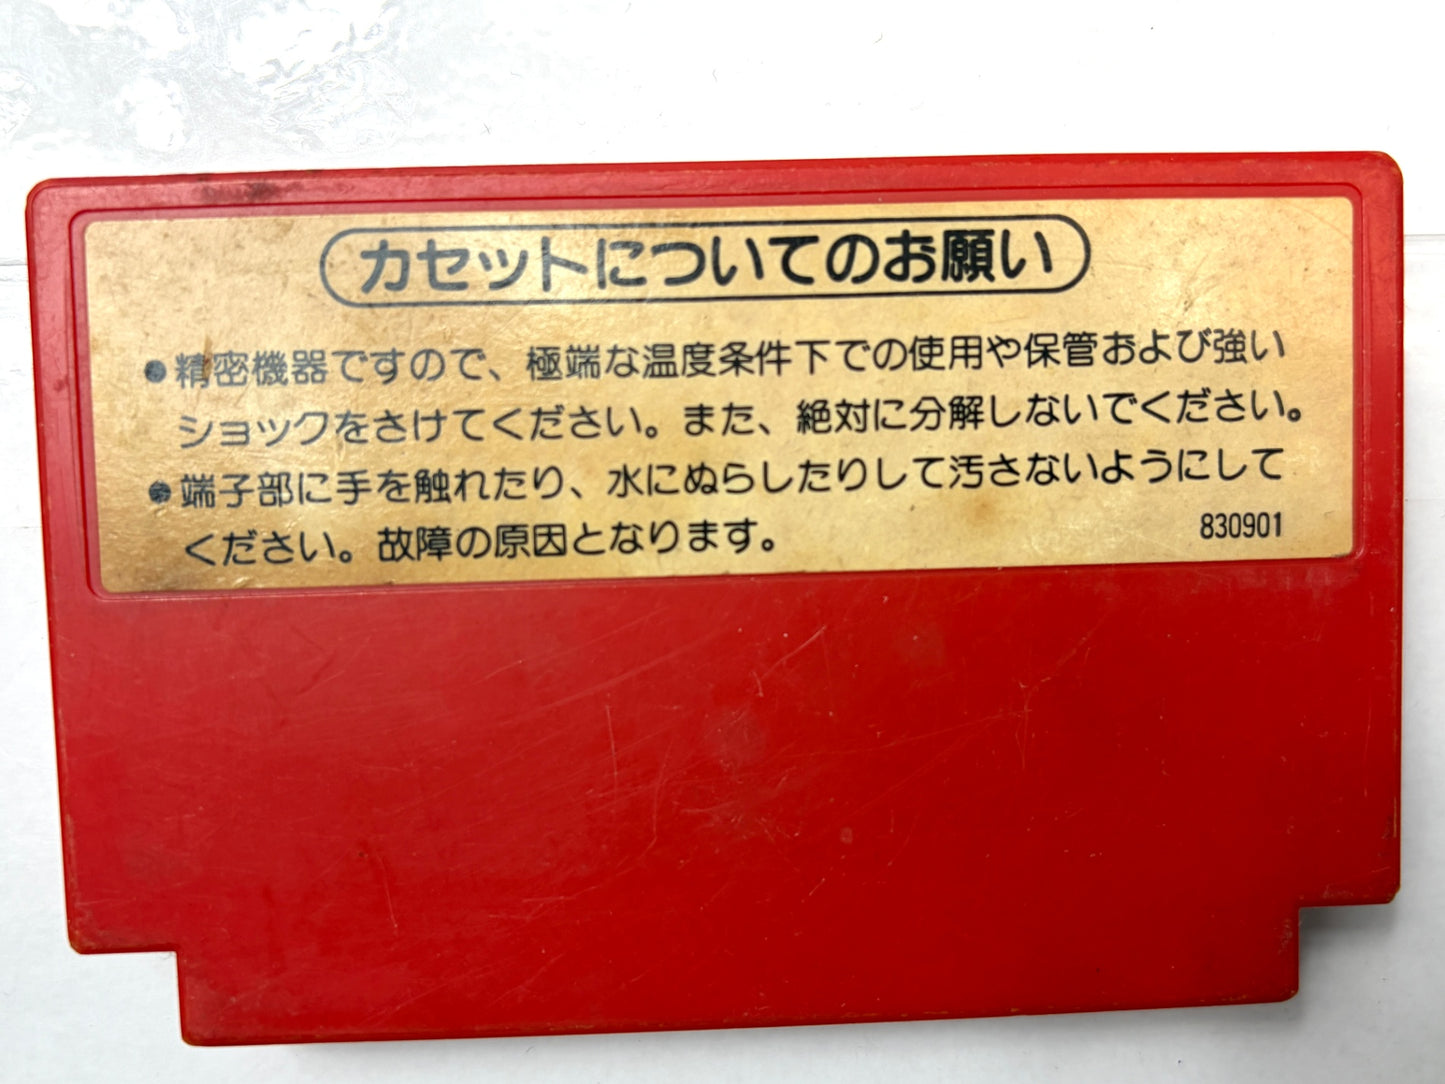 カセットについてのお願い
●精密機器ですので、極端な温度条件下での使用や保管および強い
ショックをさけてください。また、絶対に分解しないでください。
●端子部に手を触れたり、水にぬらしたりして汚さないようにして
ください。故障の原因となります。
830901